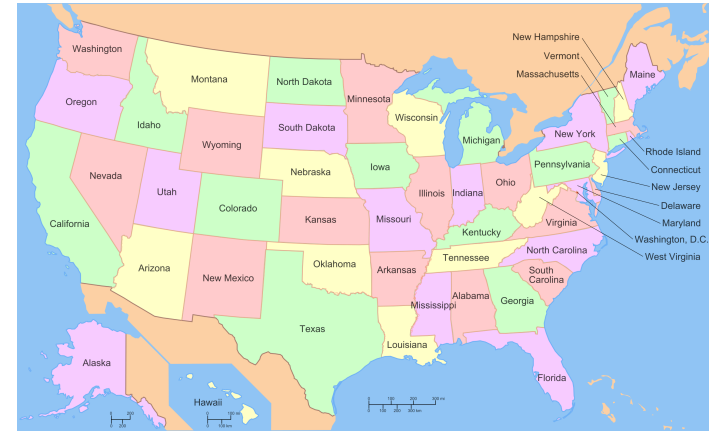 New Hampshire
Vermont
Massachusetts
Washington
Montana
North Dakota
Minnesota
Maine
Oregon
Idaho
Wyoming
South Dakota
Wisconsin
Michigan
New York
Rhode Island
Connecticut
New Jersey
Delaware
Maryland
Washington, D.C.
West Virginia
Nevada
Utah
Colorado
Nebraska
Iowa
Illinois
Indiana
Ohio
Pennsylvania
California
Kansas
Missouri
Kentucky
Virginia
Arizona
New Mexico
Oklahoma
Arkansas
Tennessee
North Carolina
South
Carolina
Texas
Louisiana
Mississippi
Alabama
Georgia
Florida
Alaska
Hawaii